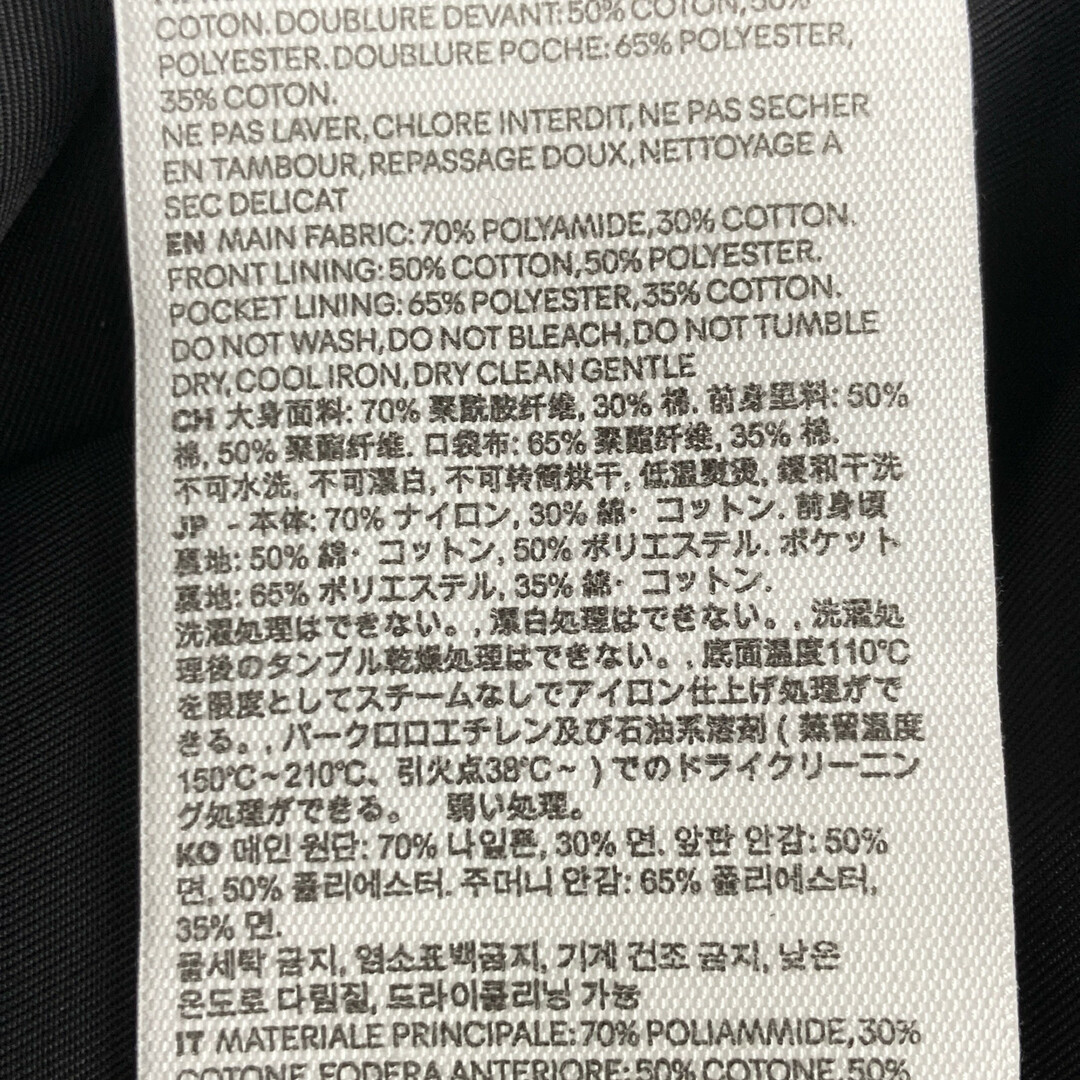 COTON. DOUBLURE DEVANT: 50% COTON, 50%
POLYESTER. DOUBLURE POCHE: 65% POLYESTER,
35% COTON.
NE PAS LAVER, CHLORE INTERDIT, NE PAS SECHER
EN TAMBOUR, REPASSAGE DOUX, NETTOYAGE A
SEC DELICAT
EN MAIN FABRIC: 70% POLYAMIDE, 30% COTTON.
FRONT LINING: 50% COTTON, 50% POLYESTER.
POCKET LINING: 65% POLYESTER, 35% COTTON.
DO NOT WASH, DO NOT BLEACH, DO NOT TUMBLE
DRY, COOL IRON, DRY CLEAN GENTLE
CH 大身面料: 70% 聚酰胺纤维, 30% 棉. 前身里料: 50%
棉, 50% 聚酯纤维. 口袋布: 65% 聚酯纤维, 35% 棉.
不可水洗, 不可漂白, 不可转筒烘干, 低温熨烫, 缓和干洗
JP - 本体: 70% ナイロン, 30% 綿・ コットン. 前身頃
裏地: 50% 綿・ コットン, 50% ポリエステル. ポケット
裏地: 65% ポリエステル, 35% 綿・ コットン.
洗濯処理はできない。, 漂白処理はできない。, 洗濯処
理後のタンブル乾燥処理はできない。, 底面温度110℃
を限度としてスチームなしでアイロン仕上げ処理がで
きる。, パークロロエチレン及び石油系溶剤 ( 蒸留温度
150℃~210℃、引火点38℃~ ) でのドライクリーニン
グ処理ができる。 弱い処理。
KO 메인 원단: 70% 나일론, 30% 면. 앞판 안감: 50%
면, 50% 폴리에스터. 주머니 안감: 65% 폴리에스터,
35% 면.
물세탁 금지, 염소표백금지, 기계 건조 금지, 낮은
온도로 다림질, 드라이클리닝 가능
IT MATERIALE PRINCIPALE: 70% POLIAMMIDE, 30%
COTONE. FODERA ANTERIORE: 50% COTONE, 50%